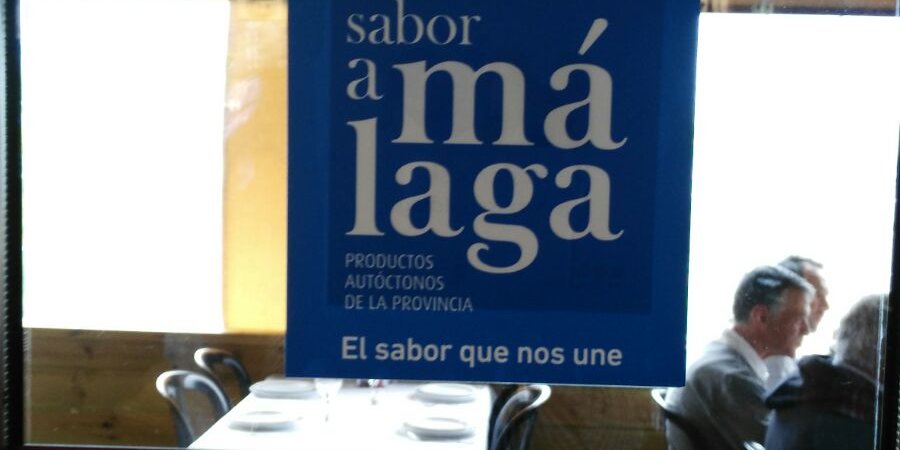 sabor
a má
laga
PRODUCTOS
AUTÓCTONOS
DE LA PROVINCIA
El sabor que nos une